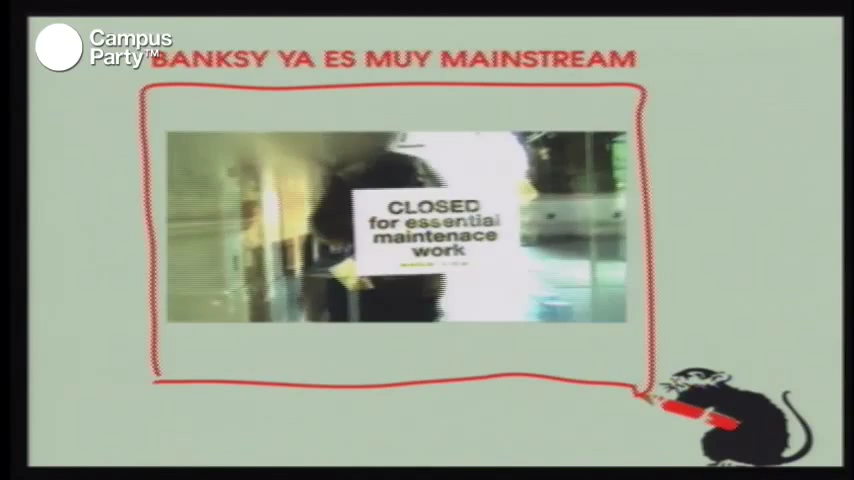 Campus
Party™
BANKSY YA ES MUY MAINSTREAM
CLOSED
for essential
maintenace
work